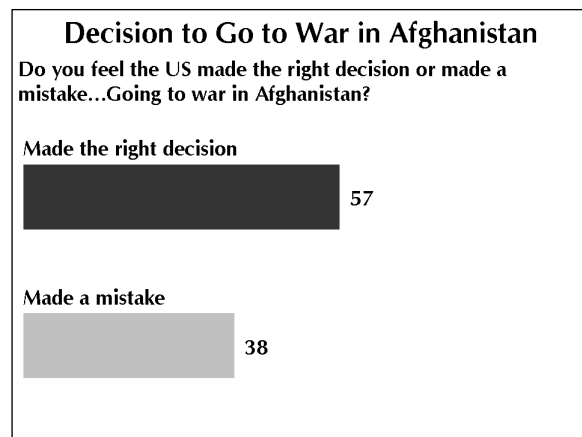 Decision to Go to War in Afghanistan
Do you feel the US made the right decision or made a
mistake...Going to war in Afghanistan?
Made the right decision
57
Made a mistake
38